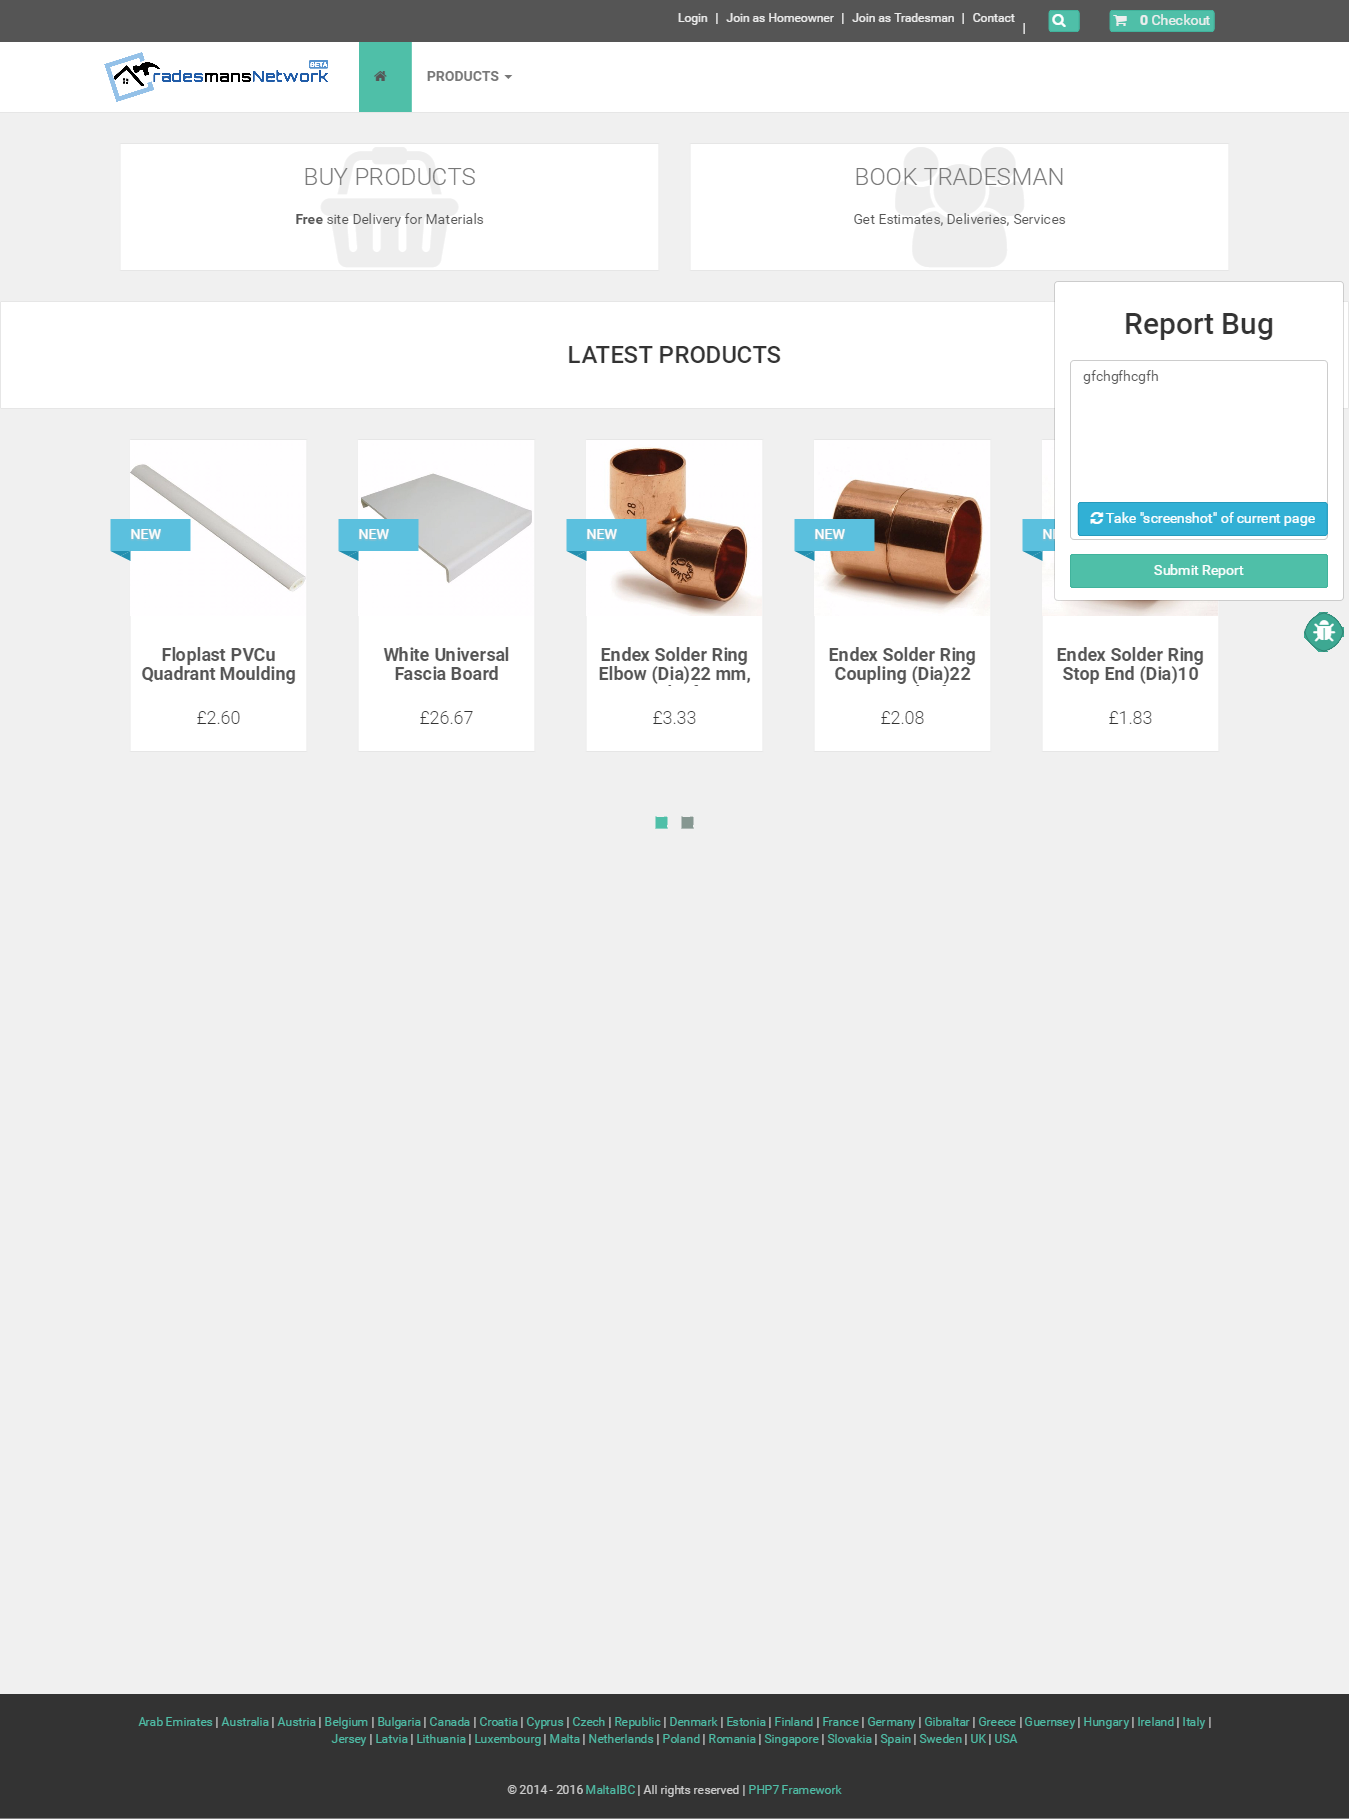 Login | Join as Homeowner | Join as Tradesman | Contact |
0 Checkout
BETA
radesmansNetwork
PRODUCTS
BUY PRODUCTS
Free site Delivery for Materials
BOOK TRADESMAN
Get Estimates, Deliveries, Services
Report Bug
gfchgfhcgfh
Take "screenshot" of current page
Submit Report
LATEST PRODUCTS
28
NEW
NEW
NEW
NEW
Floplast PVCu
Quadrant Moulding
£2.60
White Universal
Fascia Board
£26.67
Endex Solder Ring
Elbow (Dia)22 mm,
£3.33
Endex Solder Ring
Coupling (Dia)22
£2.08
Endex Solder Ring
Stop End (Dia)10
£1.83
Arab Emirates | Australia | Austria | Belgium | Bulgaria | Canada | Croatia | Cyprus | Czech | Republic | Denmark | Estonia | Finland | France | Germany | Gibraltar | Greece | Guernsey | Hungary | Ireland | Italy |
Jersey | Latvia | Lithuania | Luxembourg | Malta | Netherlands | Poland | Romania | Singapore | Slovakia | Spain | Sweden | UK | USA
© 2014 - 2016 MaltaIBC | All rights reserved | PHP7 Framework